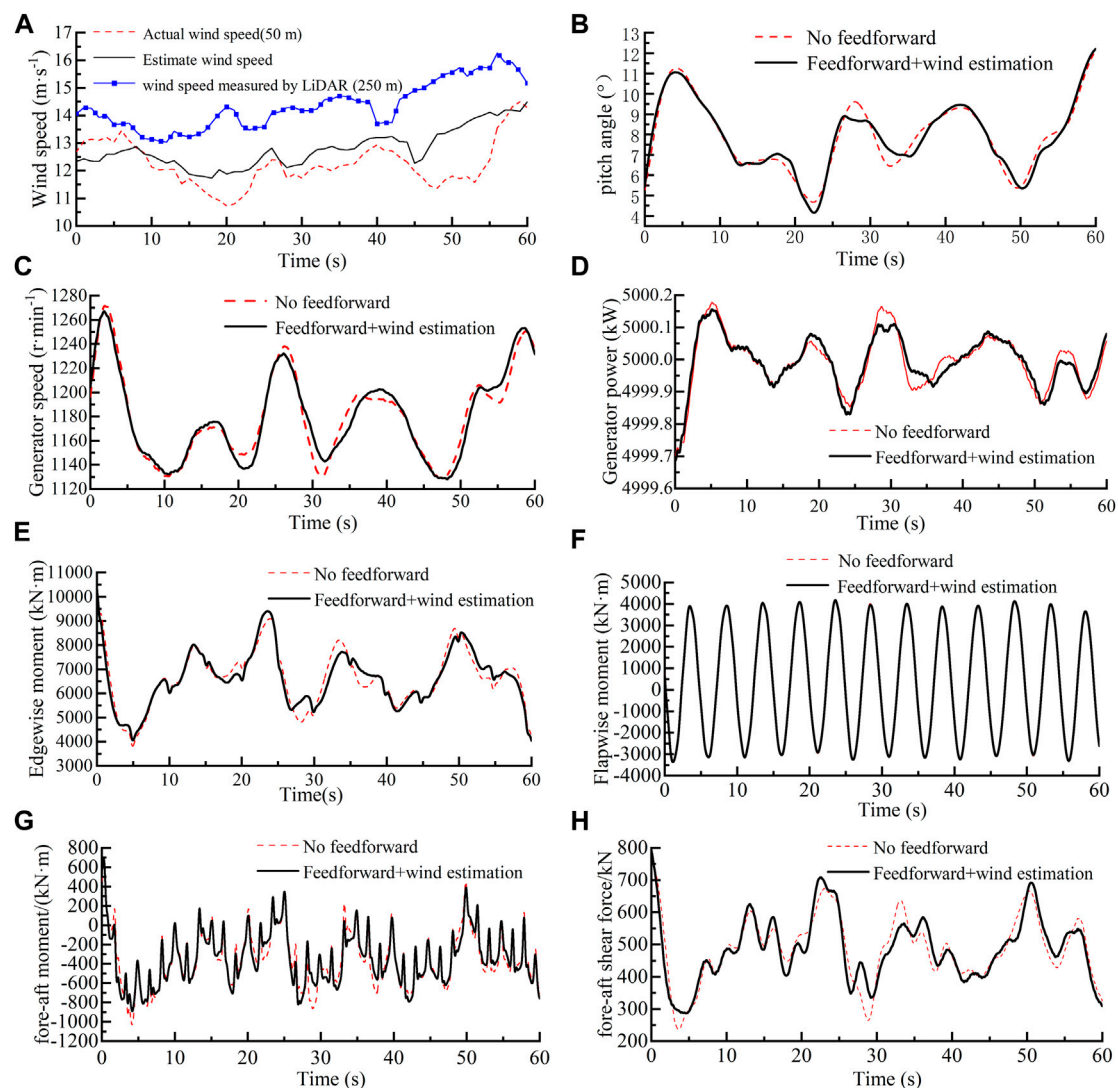 A
Actual wind speed(50 m)
Estimate wind speed
wind speed measured by LiDAR (250 m)
Wind speed (m·s⁻¹)
17
16
15
14
13
12
11
10
0 10 20 30 40 50 60
Time (s)
B
No feedforward
Feedforward+wind estimation
pitch angle (°)
13
12
11
10
9
8
7
6
5
4
3
0 10 20 30 40 50 60
Time (s)
C
No feedforward
Feedforward+wind estimation
Generator speed (r·min⁻¹)
1280
1260
1240
1220
1200
1180
1160
1140
1120
0 10 20 30 40 50 60
Time (s)
D
No feedforward
Feedforward+wind estimation
Generator power (kW)
5000.2
5000.1
5000.0
4999.9
4999.8
4999.7
4999.6
0 10 20 30 40 50 60
Time (s)
E
No feedforward
Feedforward+wind estimation
Edgewise moment (kN·m)
11000
10000
9000
8000
7000
6000
5000
4000
3000
0 10 20 30 40 50 60
Time(s)
F
No feedforward
Feedforward+wind estimation
Flapwise moment (kN·m)
5000
4000
3000
2000
1000
0
-1000
-2000
-3000
-4000
0 10 20 30 40 50 60
Time (s)
G
No feedforward
Feedforward+wind estimation
fore-aft moment/(kN·m)
800
600
400
200
0
-200
-400
-600
-800
-1000
-1200
0 10 20 30 40 50 60
Time (s)
H
No feedforward
Feedforward+wind estimation
fore-aft shear force/kN
800
700
600
500
400
300
200
0 10 20 30 40 50 60
Time (s)